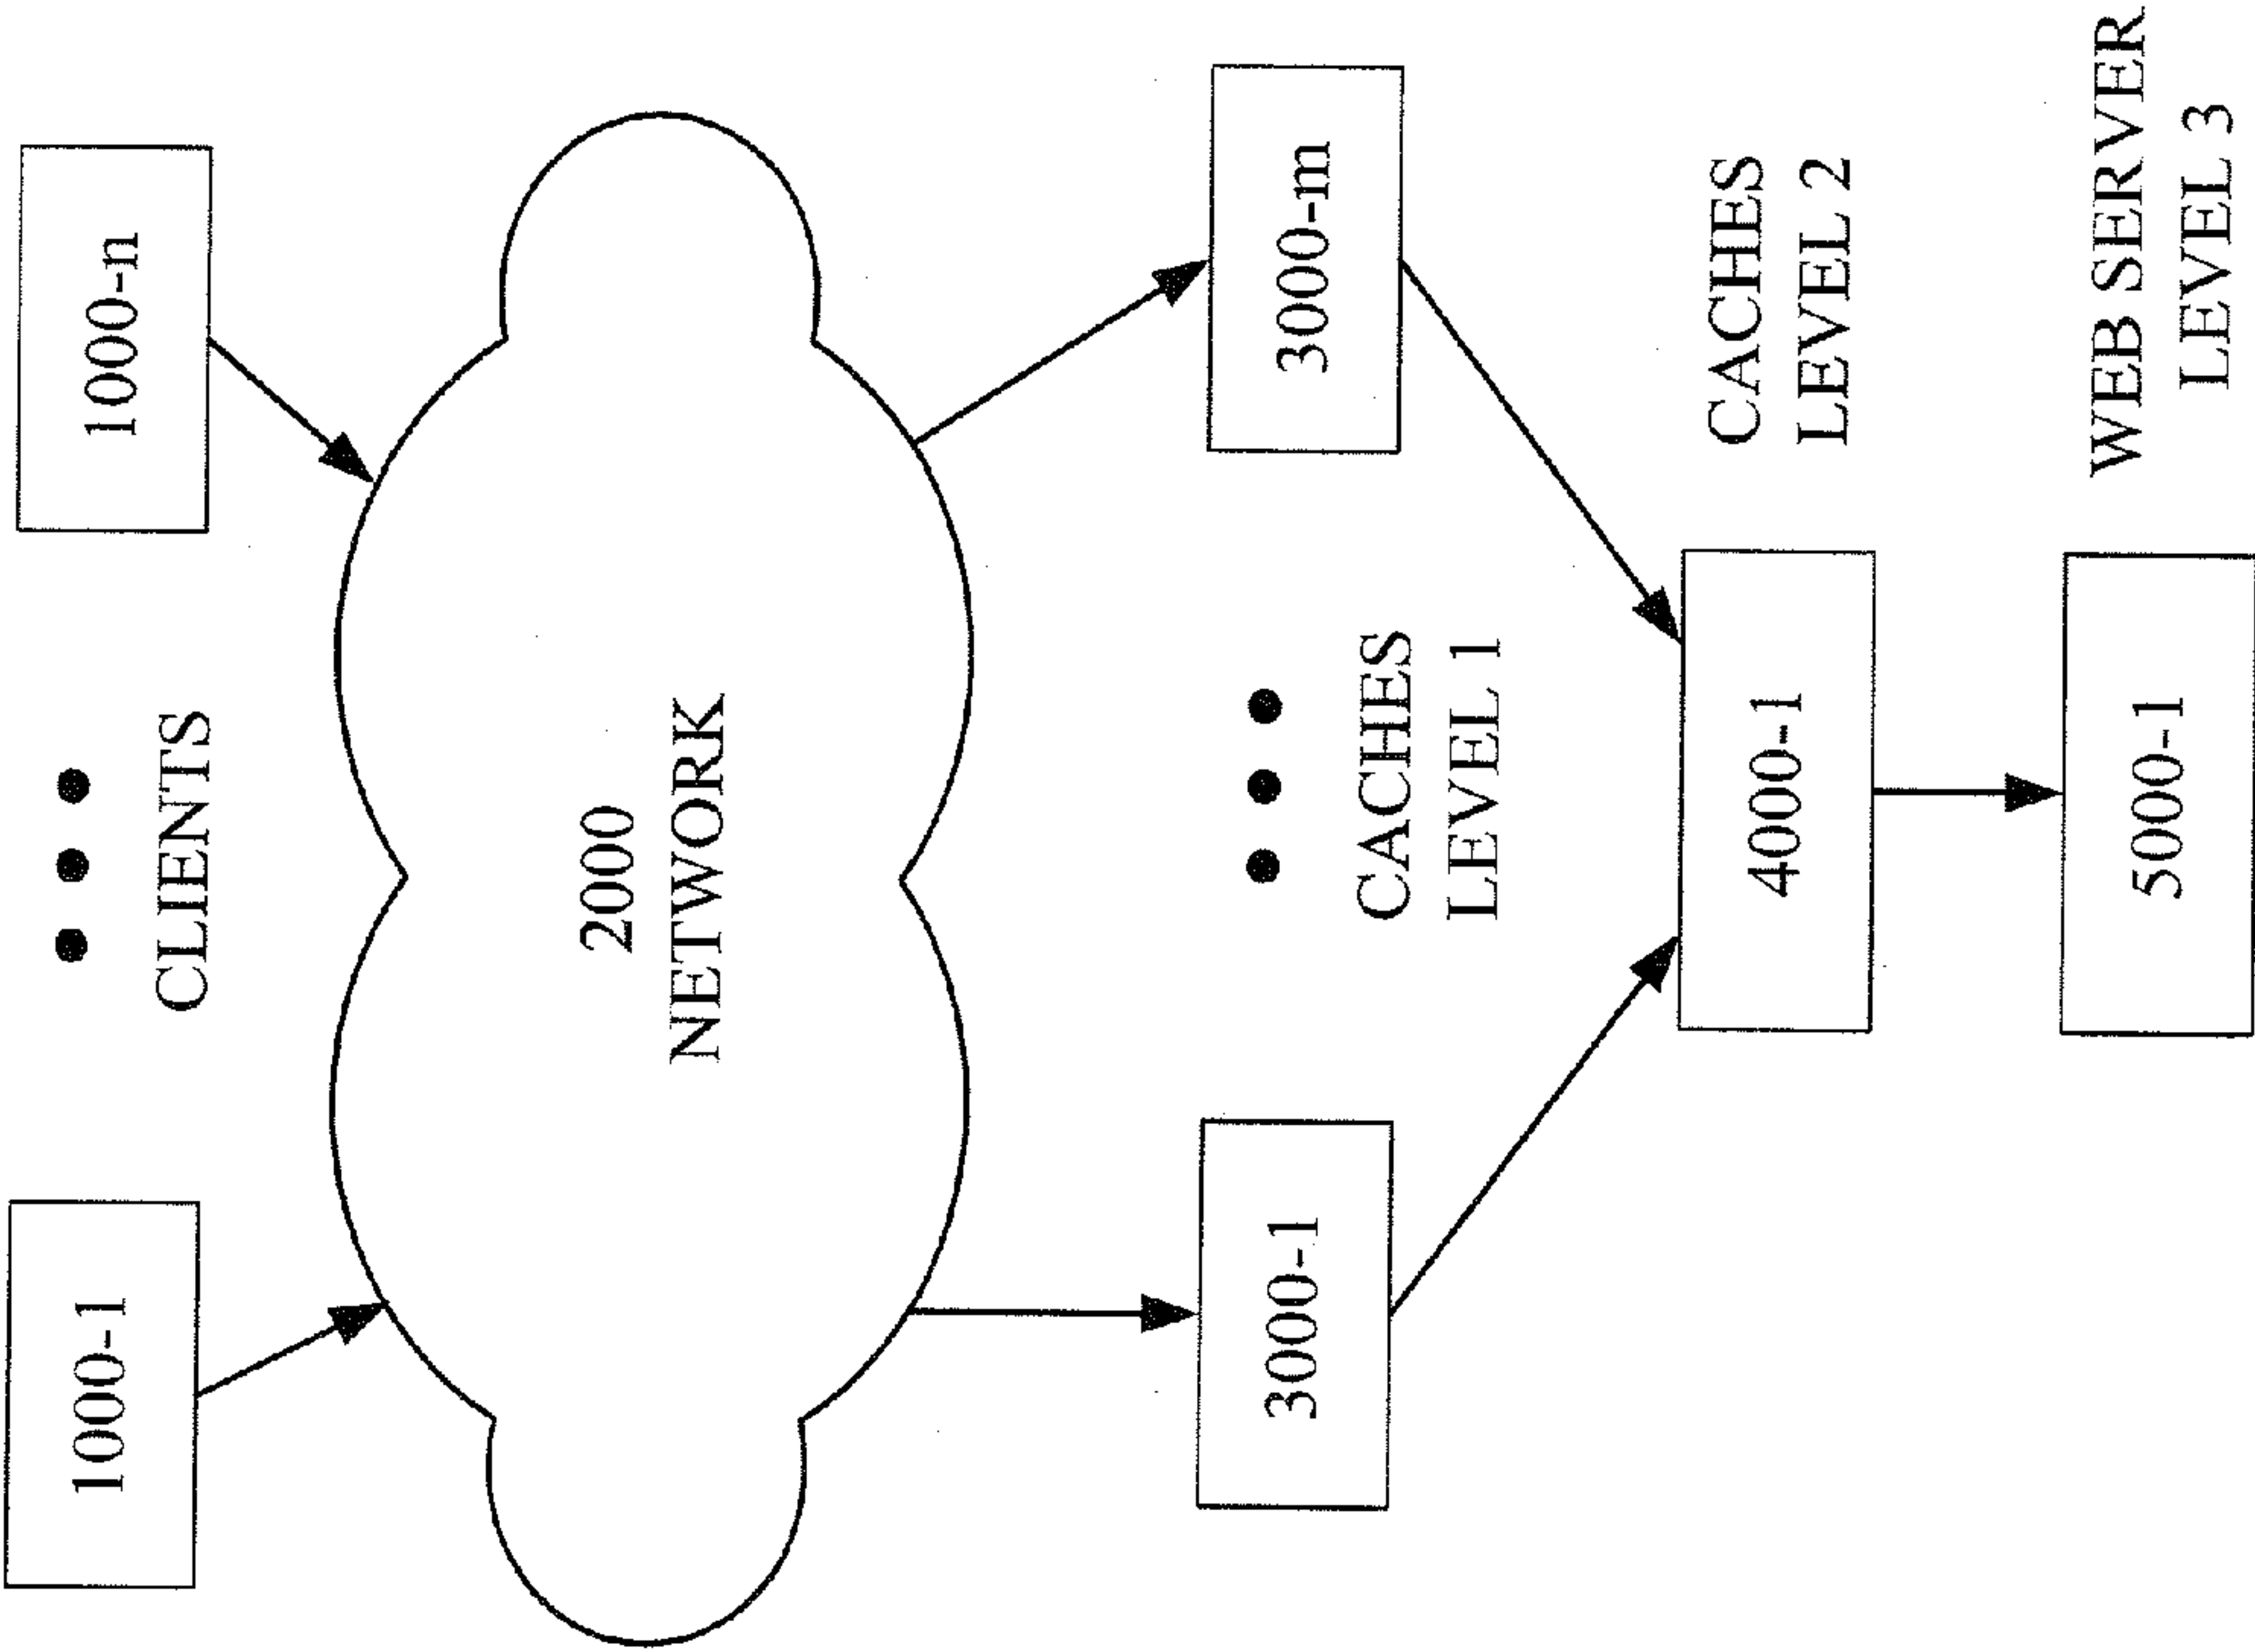 1000-1
1000-n
CLIENTS
2000
NETWORK
3000-1
3000-m
CACHES
LEVEL 1
4000-1
CACHES
LEVEL 2
5000-1
WEB SERVER
LEVEL 3